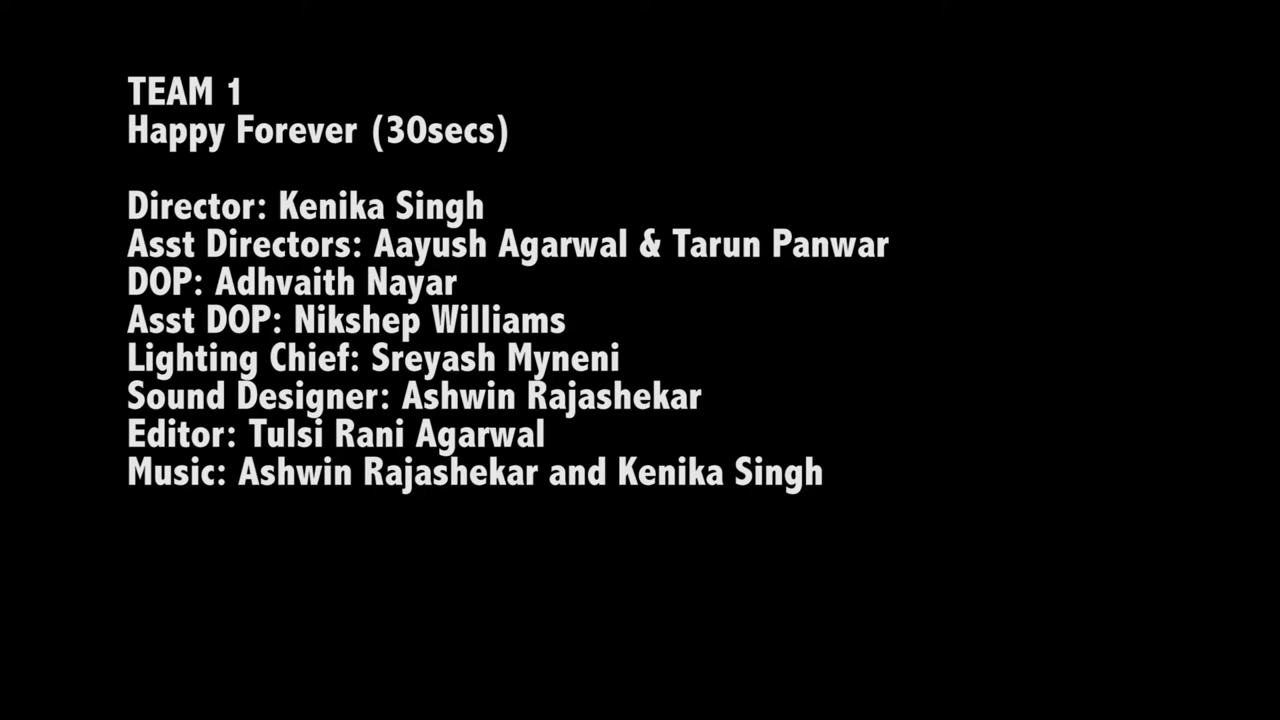 TEAM 1
Happy Forever (30secs)
Director: Kenika Singh
Asst Directors: Aayush Agarwal & Tarun Panwar
DOP: Adhvaith Nayar
Asst DOP: Nikshep Williams
Lighting Chief: Sreyash Myneni
Sound Designer: Ashwin Rajashekar
Editor: Tulsi Rani Agarwal
Music: Ashwin Rajashekar and Kenika Singh